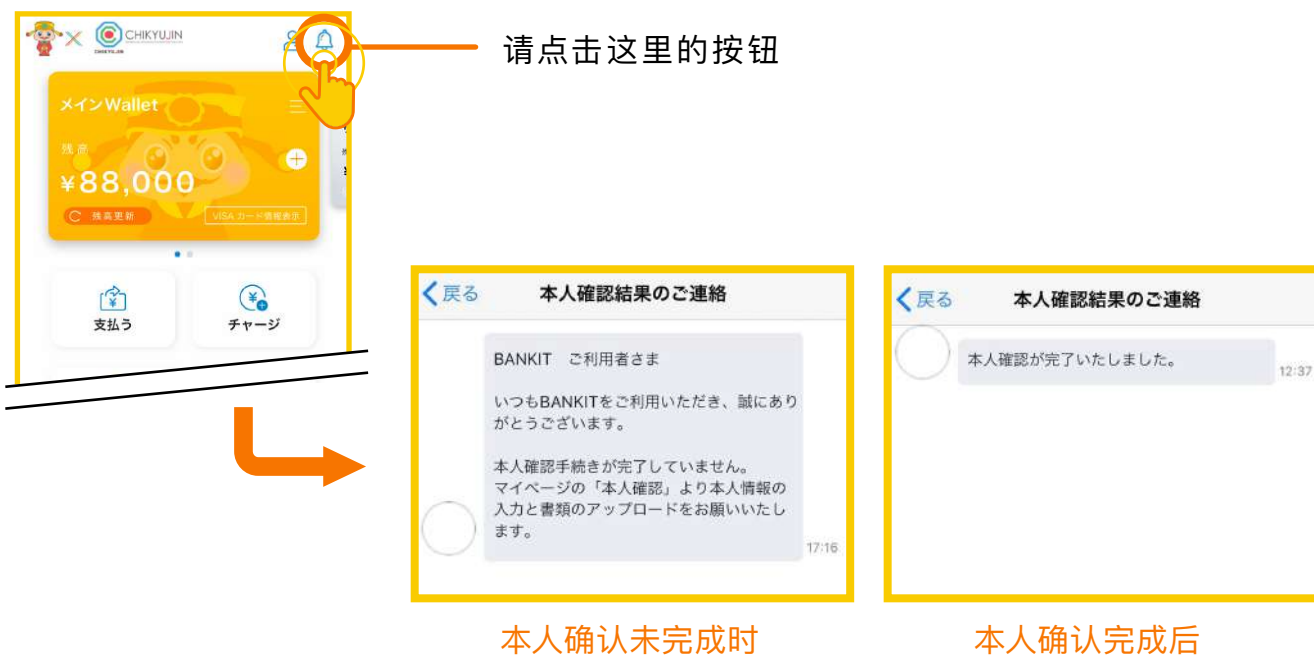 CHIKYUJIN
CHIKYUJIN
请点击这里的按钮
メインWallet
残高
¥88,000
残高更新
VISA カード情報表示
支払う
チャージ
戻る
本人確認結果のご連絡
BANKIT ご利用者さま
いつもBANKITをご利用いただき、誠にあり
がとうございます。
本人確認手続きが完了していません。
マイページの「本人確認」より本人情報の
入力と書類のアップロードをお願いいたし
ます。
17:16
本人确认未完成时
戻る
本人確認結果のご連絡
本人確認が完了いたしました。
12:37
本人确认完成后